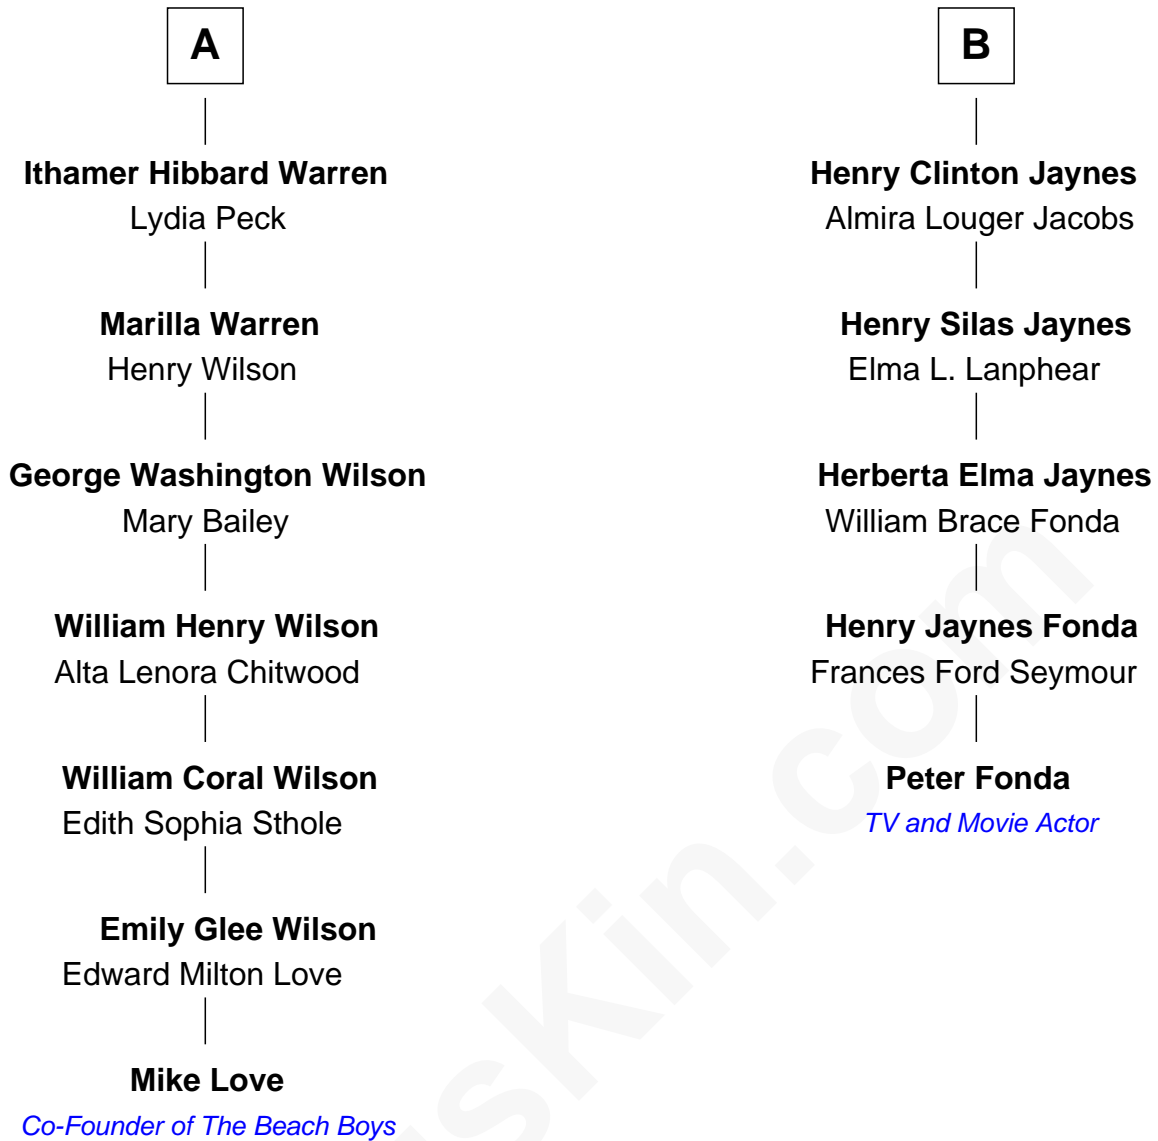 A
Ithamer Hibbard Warren
Lydia Peck
Marilla Warren
Henry Wilson
George Washington Wilson
Mary Bailey
William Henry Wilson
Alta Lenora Chitwood
William Coral Wilson
Edith Sophia Sthole
Emily Glee Wilson
Edward Milton Love
Mike Love
Co-Founder of The Beach Boys
B
Henry Clinton Jaynes
Almira Louger Jacobs
Henry Silas Jaynes
Elma L. Lanphear
Herberta Elma Jaynes
William Brace Fonda
Henry Jaynes Fonda
Frances Ford Seymour
Peter Fonda
TV and Movie Actor
sKin.com